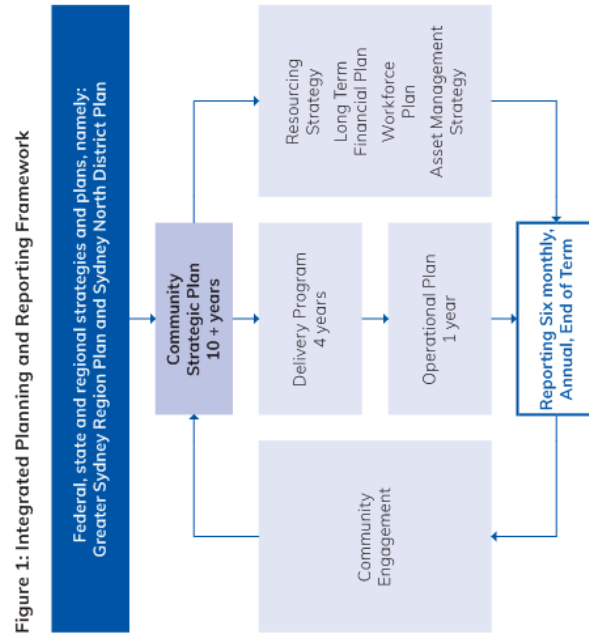 Figure 1: Integrated Planning and Reporting Framework
Federal, state and regional strategies and plans, namely:
Greater Sydney Region Plan and Sydney North District Plan
Community
Strategic Plan
10 + years
Community
Engagement
Delivery Program
4 years
Operational Plan
1 year
Resourcing
Strategy
Long Term
Financial Plan
Workforce
Plan
Asset Management
Strategy
Reporting Six monthly,
Annual, End of Term